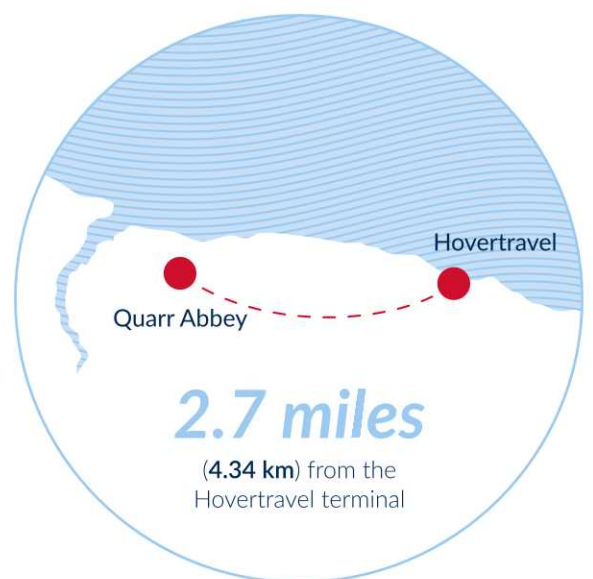 Hovertravel
Quarr Abbey
2.7 miles
(4.34 km) from the
Hovertravel terminal